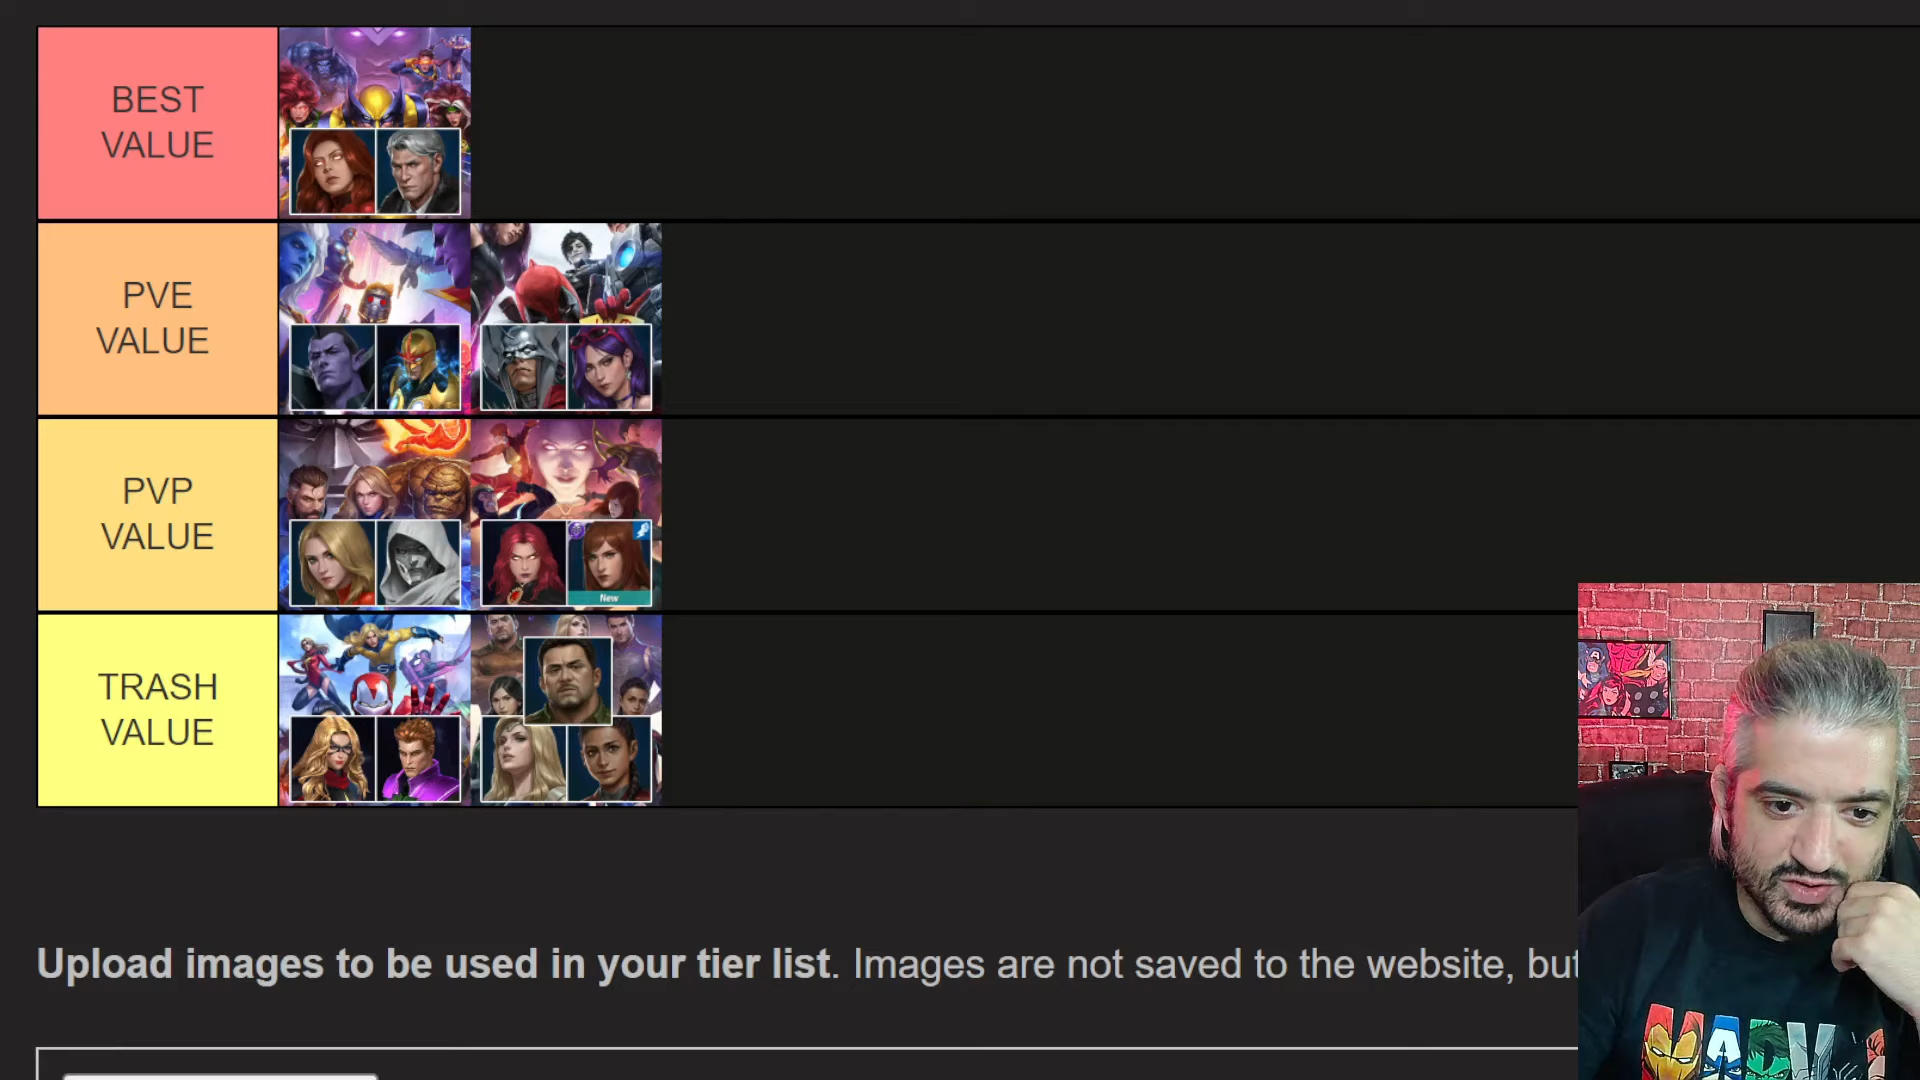 BEST
VALUE
PVE
VALUE
PVP
VALUE
New
TRASH
VALUE
Upload images to be used in your tier list. Images are not saved to the website, but
MARV